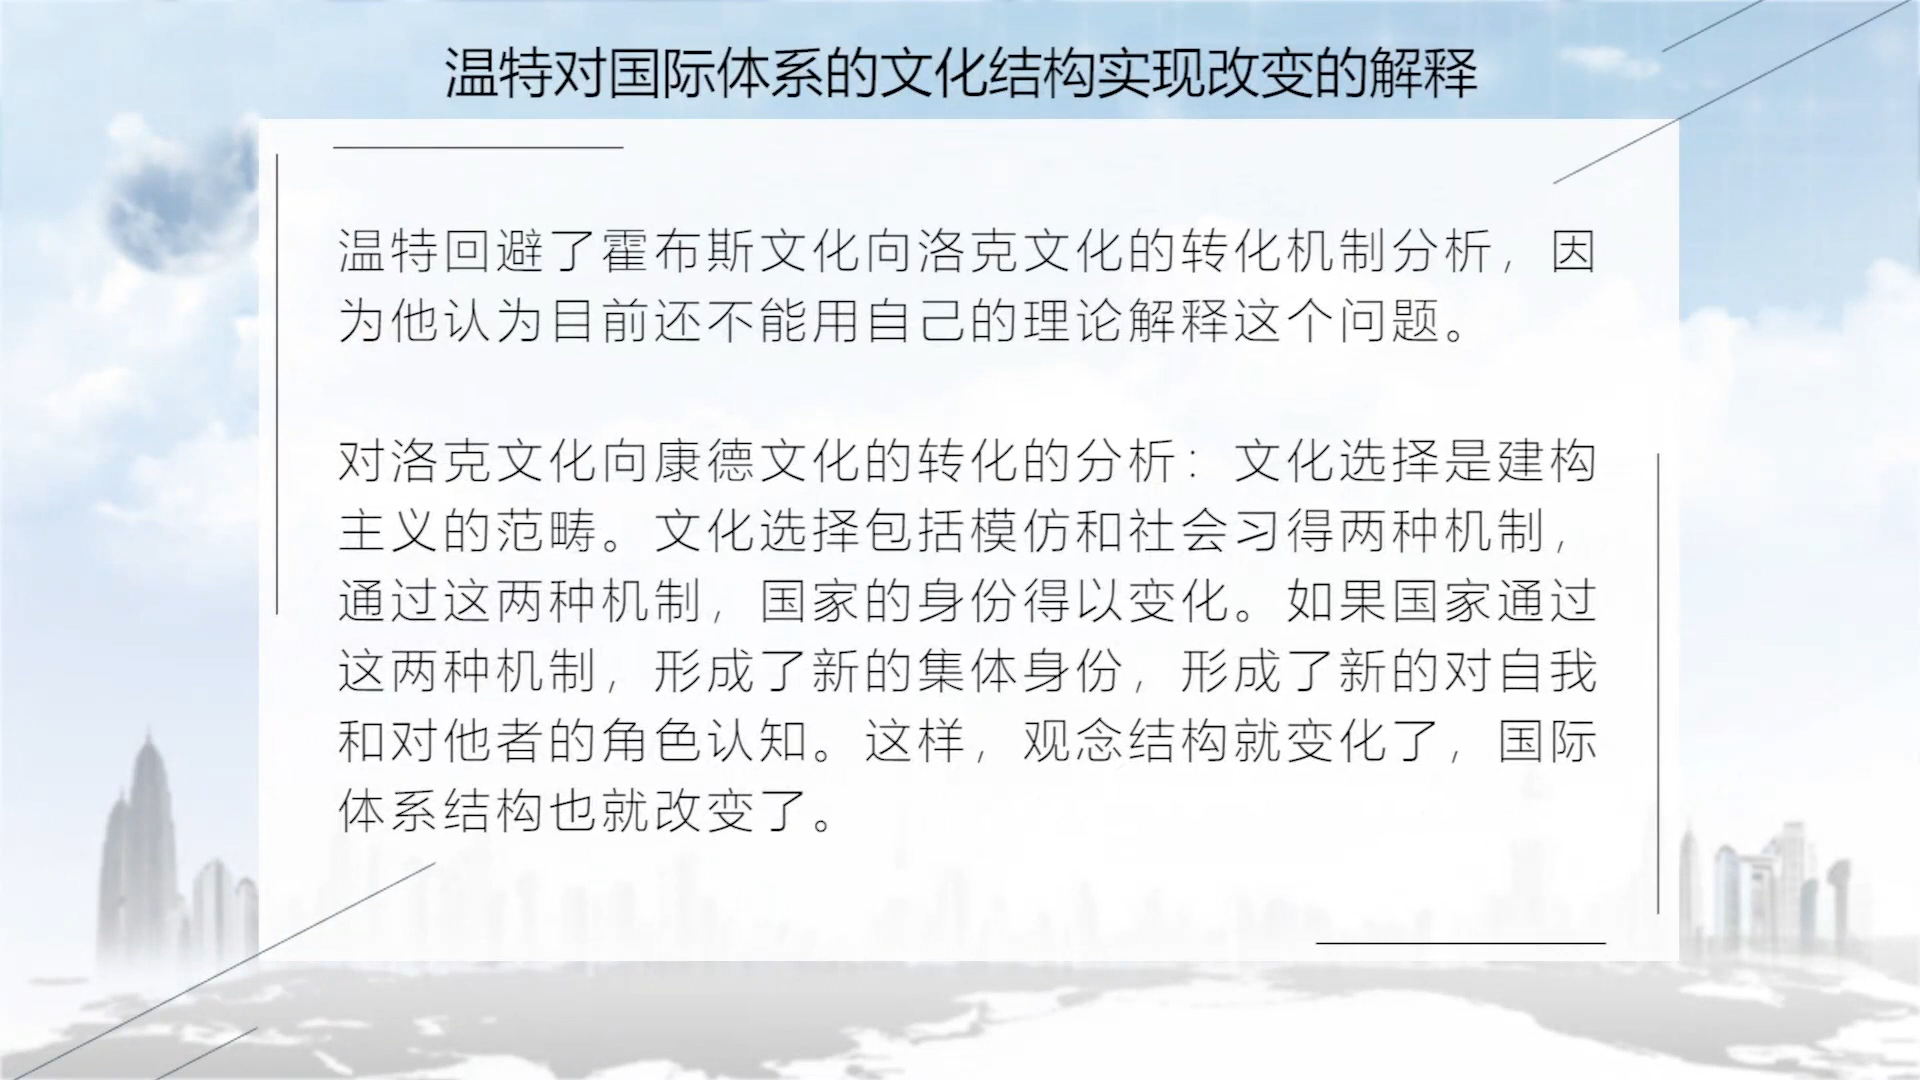 温特对国际体系的文化结构实现改变的解释
温特回避了霍布斯文化向洛克文化的转化机制分析，因
为他认为目前还不能用自己的理论解释这个问题。
对洛克文化向康德文化的转化的分析：文化选择是建构
主义的范畴。文化选择包括模仿和社会习得两种机制，
通过这两种机制，国家的身份得以变化。如果国家通过
这两种机制，形成了新的集体身份，形成了新的对自我
和对他者的角色认知。这样，观念结构就变化了，国际
体系结构也就改变了。